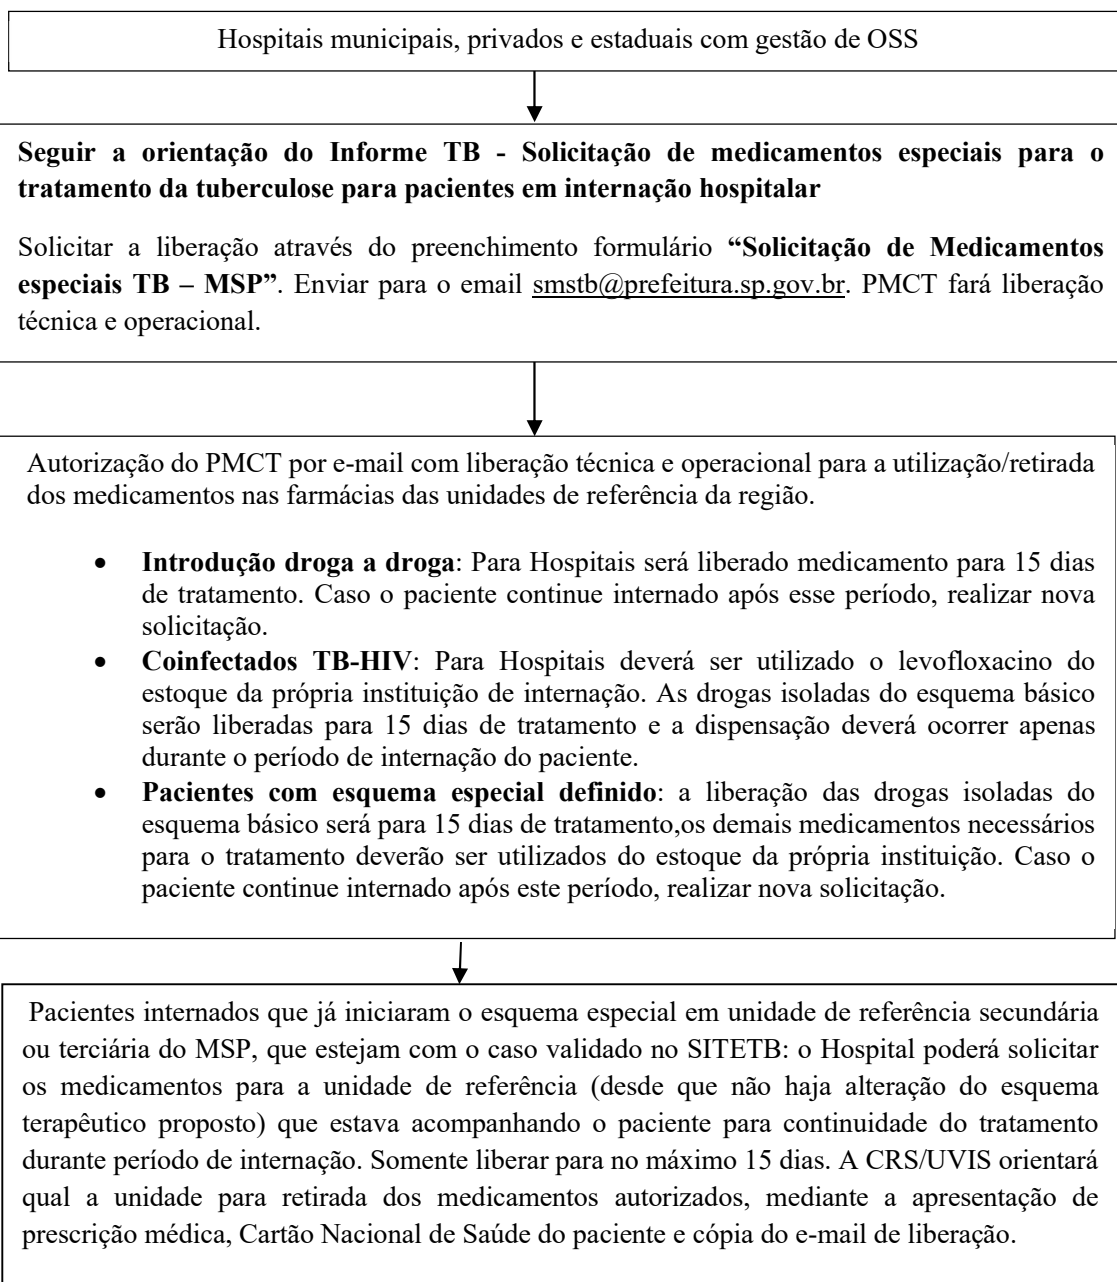 Hospitais municipais, privados e estaduais com gestão de OSS
Seguir a orientação do Informe TB - Solicitação de medicamentos especiais para o
tratamento da tuberculose para pacientes em internação hospitalar
Solicitar a liberação através do preenchimento formulário “Solicitação de Medicamentos
especiais TB – MSP”. Enviar para o email smstb@prefeitura.sp.gov.br. PMCT fará liberação
técnica e operacional.
Autorização do PMCT por e-mail com liberação técnica e operacional para a utilização/retirada
dos medicamentos nas farmácias das unidades de referência da região.
• Introdução droga a droga: Para Hospitais será liberado medicamento para 15 dias
de tratamento. Caso o paciente continue internado após esse período, realizar nova
solicitação.
• Coinfectados TB-HIV: Para Hospitais deverá ser utilizado o levofloxacino do
estoque da própria instituição de internação. As drogas isoladas do esquema básico
serão liberadas para 15 dias de tratamento e a dispensação deverá ocorrer apenas
durante o período de internação do paciente.
• Pacientes com esquema especial definido: a liberação das drogas isoladas do
esquema básico será para 15 dias de tratamento,os demais medicamentos necessários
para o tratamento deverão ser utilizados do estoque da própria instituição. Caso o
paciente continue internado após este período, realizar nova solicitação.
Pacientes internados que já iniciaram o esquema especial em unidade de referência secundária
ou terciária do MSP, que estejam com o caso validado no SITETB: o Hospital poderá solicitar
os medicamentos para a unidade de referência (desde que não haja alteração do esquema
terapêutico proposto) que estava acompanhando o paciente para continuidade do tratamento
durante período de internação. Somente liberar para no máximo 15 dias. A CRS/UVIS orientará
qual a unidade para retirada dos medicamentos autorizados, mediante a apresentação de
prescrição médica, Cartão Nacional de Saúde do paciente e cópia do e-mail de liberação.